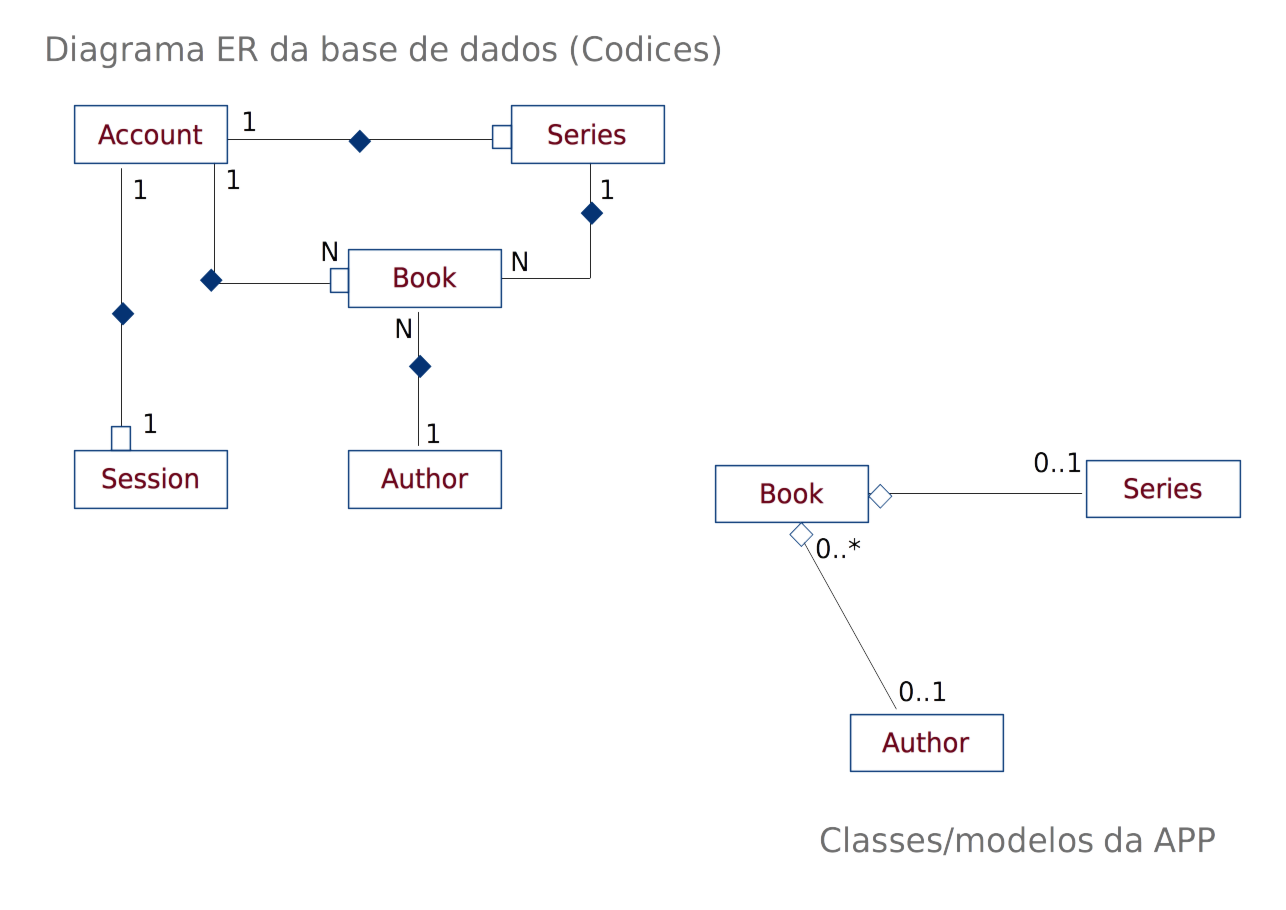 Diagrama ER da base de dados (Codices)
Account
1
Series
1
1
1
N
Book
N
N
1
1
Session
Author
Book
0..1
Series
0..*
0..1
Author
Classes/modelos da APP